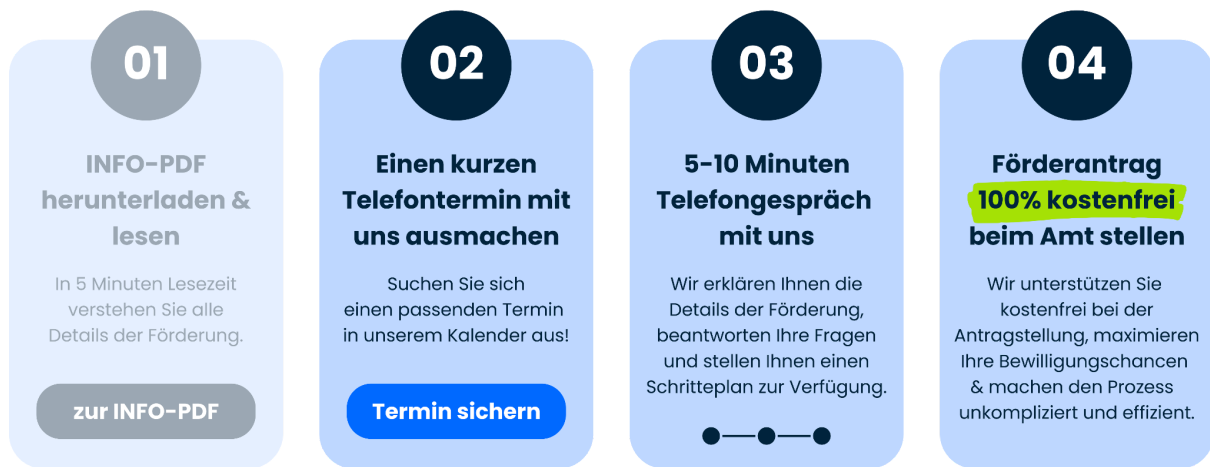 01
INFO-PDF
herunterladen &
lesen
In 5 Minuten Lesezeit
verstehen Sie alle
Details der Förderung.
zur INFO-PDF
02
Einen kurzen
Telefontermin mit
uns ausmachen
Suchen Sie sich
einen passenden Termin
in unserem Kalender aus!
Termin sichern
03
5-10 Minuten
Telefongespräch
mit uns
Wir erklären Ihnen die
Details der Förderung,
beantworten Ihre Fragen
und stellen Ihnen einen
Schritteplan zur Verfügung.
04
Förderantrag
100% kostenfrei
beim Amt stellen
Wir unterstützen Sie
kostenfrei bei der
Antragstellung, maximieren
Ihre Bewilligungschancen
& machen den Prozess
unkompliziert und effizient.